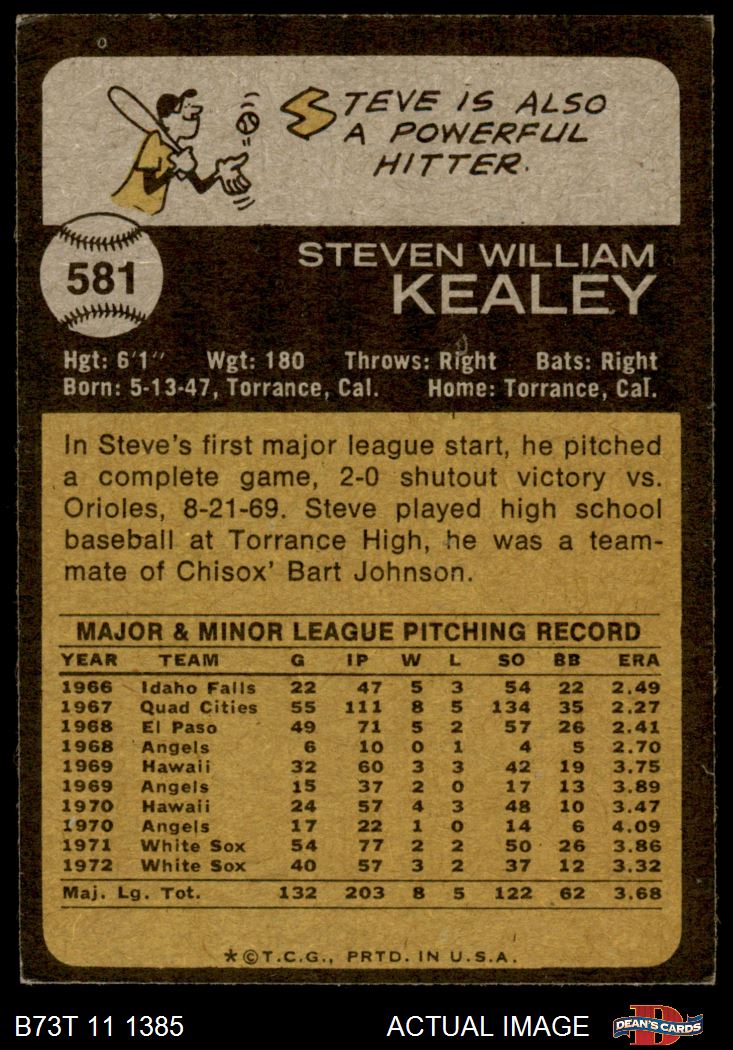 STEVE IS ALSO
A POWERFUL
HITTER.
581
STEVEN WILLIAM
KEALEY
Hgt: 6'1" Wgt: 180 Throws: Right Bats: Right
Born: 5-13-47, Torrance, Cal. Home: Torrance, Cal.
In Steve's first major league start, he pitched
a complete game, 2-0 shutout victory vs.
Orioles, 8-21-69. Steve played high school
baseball at Torrance High, he was a team-
mate of Chisox' Bart Johnson.
MAJOR & MINOR LEAGUE PITCHING RECORD
YEAR TEAM G IP W L SO BB ERA
1966 Idaho Falls 22 47 5 3 54 22 2.49
1967 Quad Cities 55 111 8 5 134 35 2.27
1968 El Paso 49 71 5 2 57 26 2.41
1968 Angels 6 10 0 1 4 5 2.70
1969 Hawaii 32 60 3 3 42 19 3.75
1969 Angels 15 37 2 0 17 13 3.89
1970 Hawaii 24 57 4 3 48 10 3.47
1970 Angels 17 22 1 0 14 6 4.09
1971 White Sox 54 77 2 2 50 26 3.86
1972 White Sox 40 57 3 2 37 12 3.32
Maj. Lg. Tot. 132 203 8 5 122 62 3.68
*©T.C.G., PRTD. IN U.S.A.
B73T 11 1385 ACTUAL IMAGE D DEAN'S CARDS